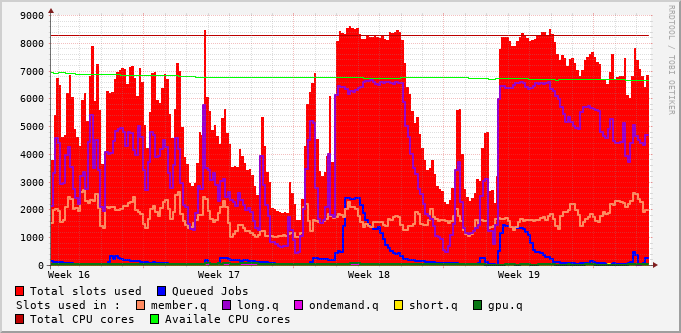 9000
8000
7000
6000
5000
4000
3000
2000
1000
0
Week 16 Week 17 Week 18 Week 19
RRDTOOL / TOBI OETIKER
Total slots used Queued Jobs
Slots used in : member.q long.q ondemand.q short.q gpu.q
Total CPU cores Availale CPU cores